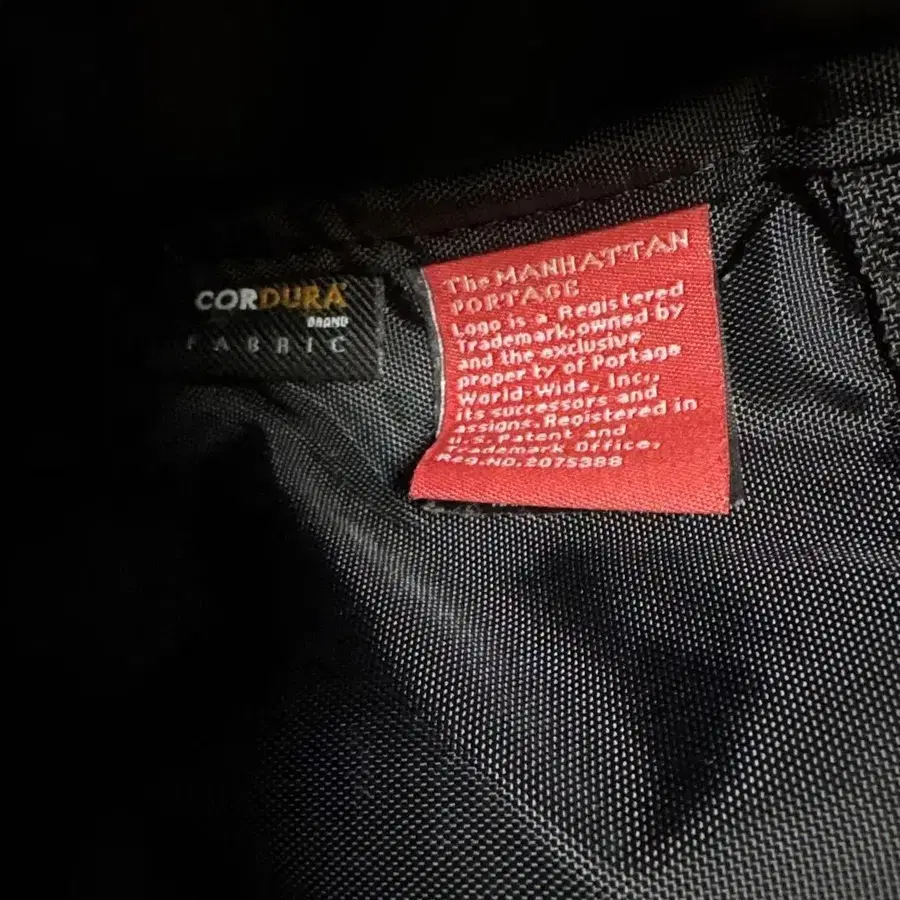 CORDURA
BRAND
FABRIC
The MANHATTAN
PORTAGE
Logo is a Registered
Trademark, owned by
and the exclusive
property of Portage
World-Wide, Inc.,
its successors and
assigns. Registered in
U.S. Patent and
Trademark Office.
Reg.No. 2075388